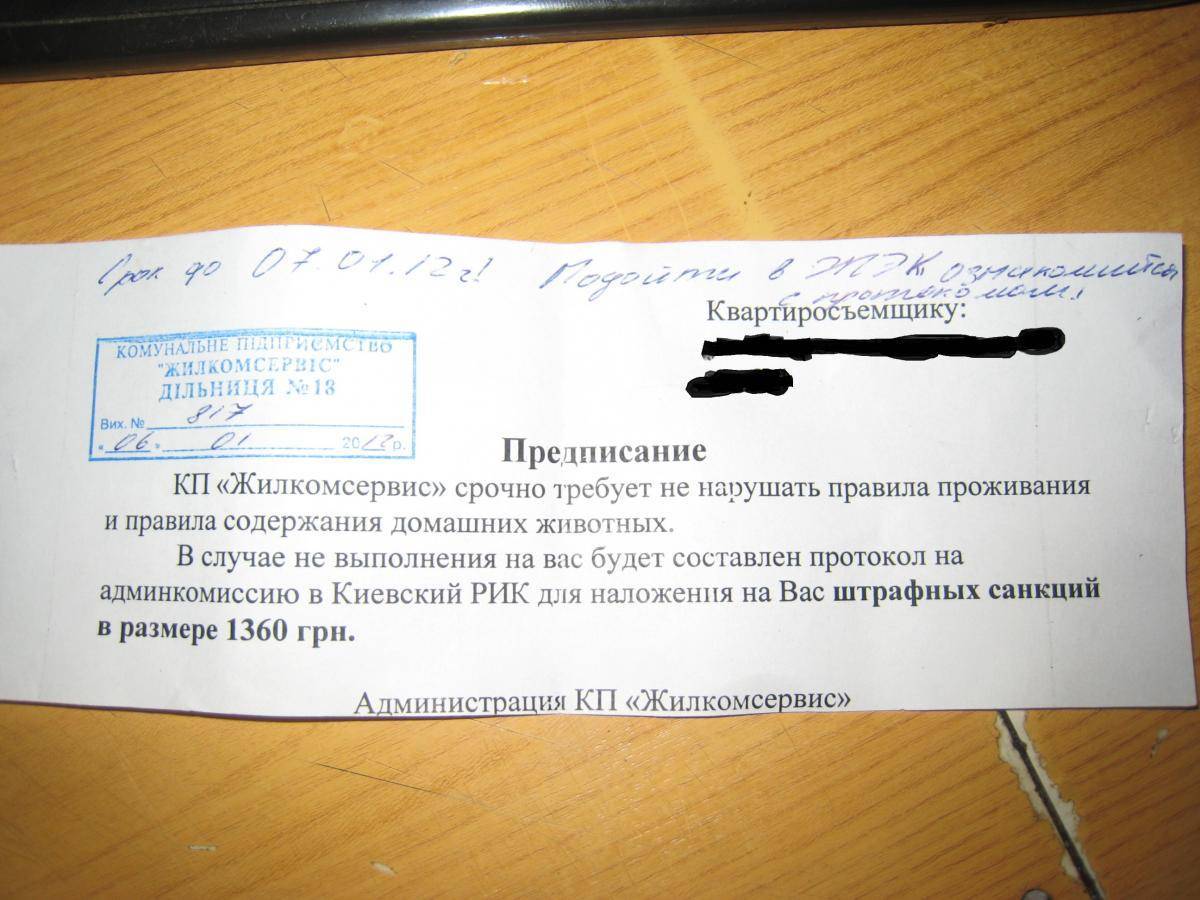 Срок до 07.01.12г! Подойти в ЖЭК ознакомиться
с протоколом.
Квартиросъемщику:
КОМУНАЛЬНЕ ПІДПРИЄМСТВО
"ЖИЛКОМСЕРВІС"
ДІЛЬНИЦЯ №13
Вих. № 817
«06» 01 2012р.
Предписание
КП «Жилкомсервис» срочно требует не нарушать правила проживания
и правила содержания домашних животных.
В случае не выполнения на вас будет составлен протокол на
админкомиссию в Киевский РИК для наложения на Вас штрафных санкций
в размере 1360 грн.
Администрация КП «Жилкомсервис»